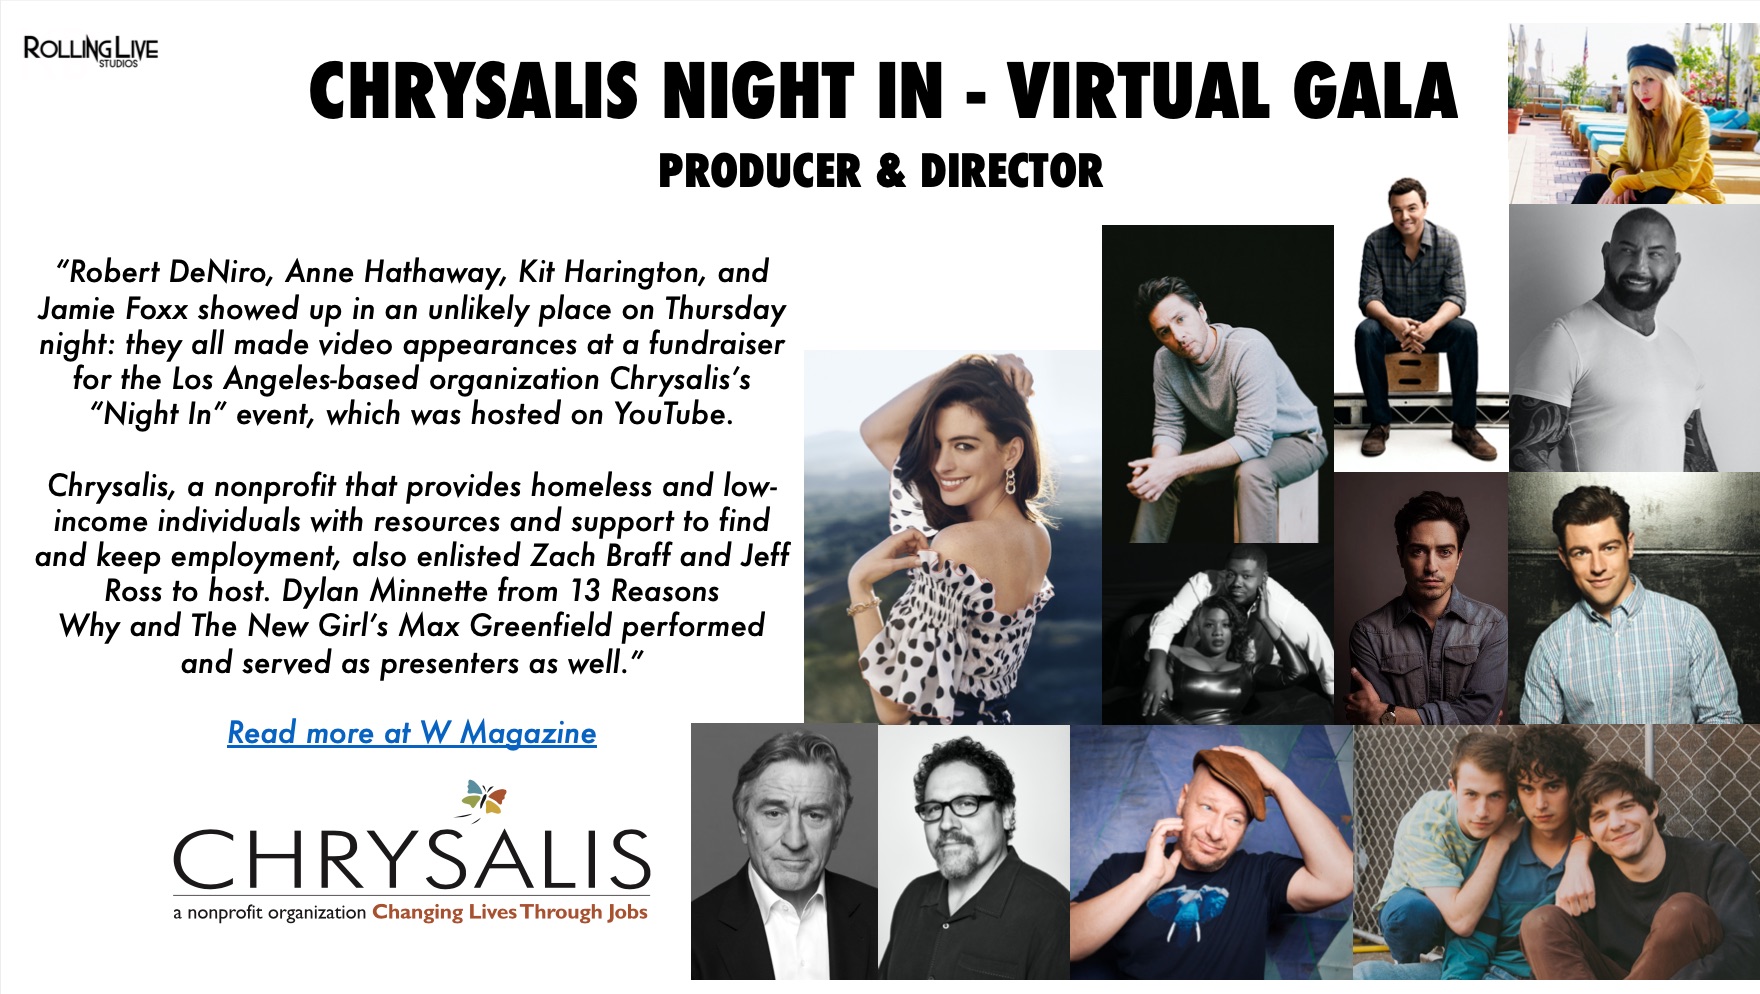 ROLLING LIVE
STUDIOS
CHRYSALIS NIGHT IN - VIRTUAL GALA
PRODUCER & DIRECTOR
“Robert DeNiro, Anne Hathaway, Kit Harington, and
Jamie Foxx showed up in an unlikely place on Thursday
night: they all made video appearances at a fundraiser
for the Los Angeles-based organization Chrysalis’s
“Night In” event, which was hosted on YouTube.
Chrysalis, a nonprofit that provides homeless and low-
income individuals with resources and support to find
and keep employment, also enlisted Zach Braff and Jeff
Ross to host. Dylan Minnette from 13 Reasons
Why and The New Girl’s Max Greenfield performed
and served as presenters as well.”
Read more at W Magazine
CHRYSALIS
a nonprofit organization Changing Lives Through Jobs